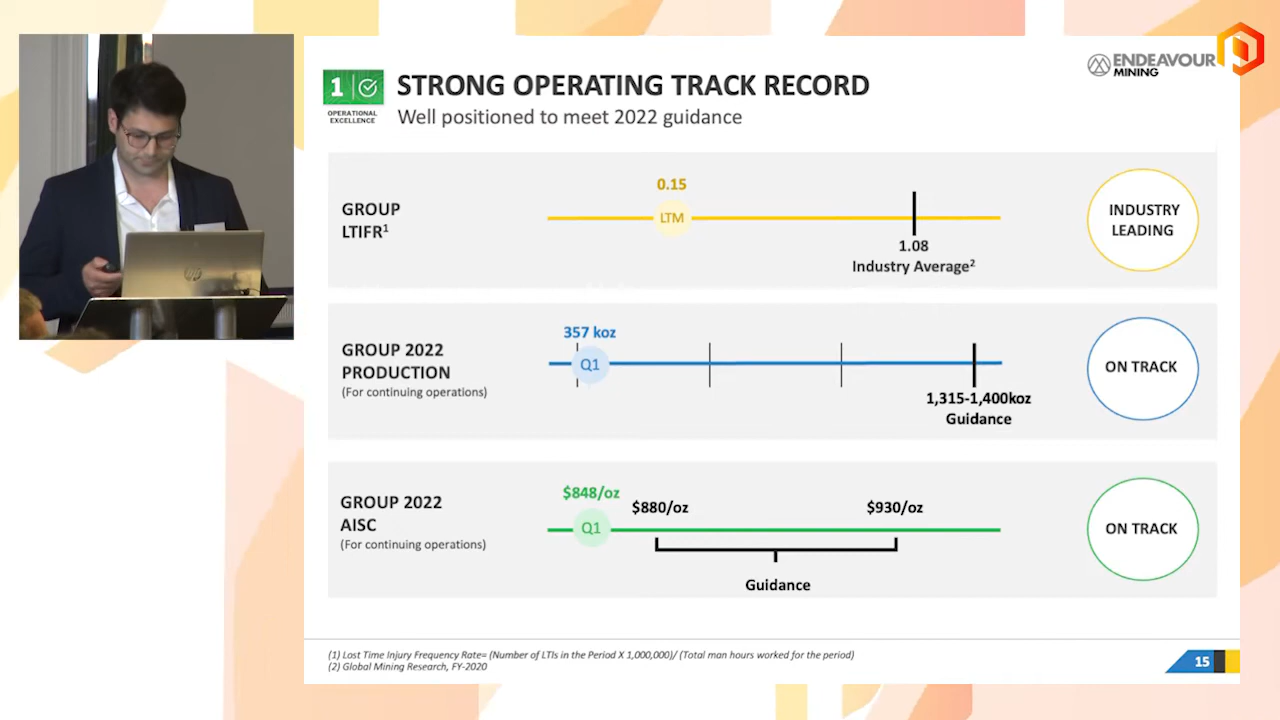 ENDEAVOUR
MINING
1
OPERATIONAL
EXCELLENCE
STRONG OPERATING TRACK RECORD
Well positioned to meet 2022 guidance
GROUP
LTIFR¹
0.15
LTM
1.08
Industry Average²
INDUSTRY
LEADING
GROUP 2022
PRODUCTION
(For continuing operations)
357 koz
Q1
1,315-1,400koz
Guidance
ON TRACK
GROUP 2022
AISC
(For continuing operations)
$848/oz
Q1
$880/oz
$930/oz
Guidance
ON TRACK
(1) Lost Time Injury Frequency Rate= (Number of LTIs in the Period X 1,000,000)/ (Total man hours worked for the period)
(2) Global Mining Research, FY-2020
15
hp